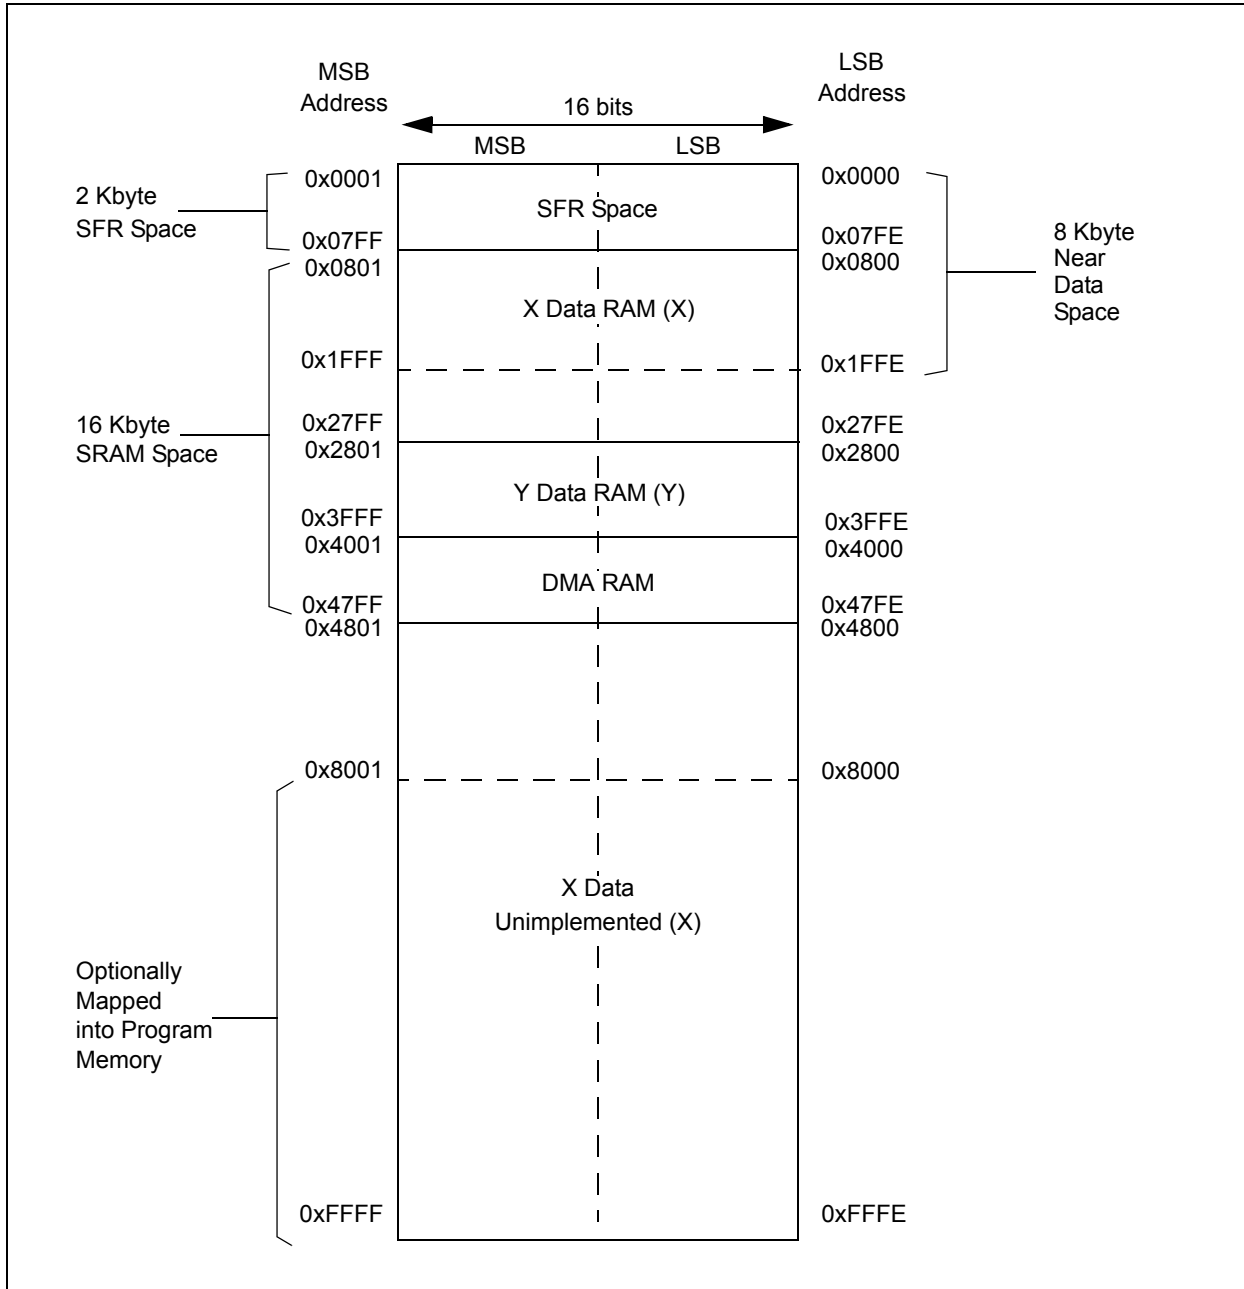 MSB
Address
LSB
Address
16 bits
MSB
LSB
2 Kbyte
SFR Space
0x0001
0x07FF
0x0801
SFR Space
0x0000
0x07FE
0x0800
8 Kbyte
Near
Data
Space
X Data RAM (X)
0x1FFF
0x1FFE
16 Kbyte
SRAM Space
0x27FF
0x2801
0x27FE
0x2800
Y Data RAM (Y)
0x3FFF
0x4001
0x3FFE
0x4000
DMA RAM
0x47FF
0x4801
0x47FE
0x4800
0x8001
0x8000
X Data
Unimplemented (X)
Optionally
Mapped
into Program
Memory
0xFFFF
0xFFFE